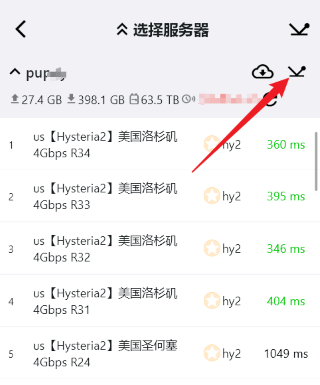 选择服务器
27.4 GB 398.1 GB 63.5 TB
1 us【Hysteria2】美国洛杉矶 4Gbps R34 hy2 360 ms
2 us【Hysteria2】美国洛杉矶 4Gbps R33 hy2 395 ms
3 us【Hysteria2】美国洛杉矶 4Gbps R32 hy2 346 ms
4 us【Hysteria2】美国洛杉矶 4Gbps R31 hy2 404 ms
5 us【Hysteria2】美国圣何塞 R24 hy2 1049 ms